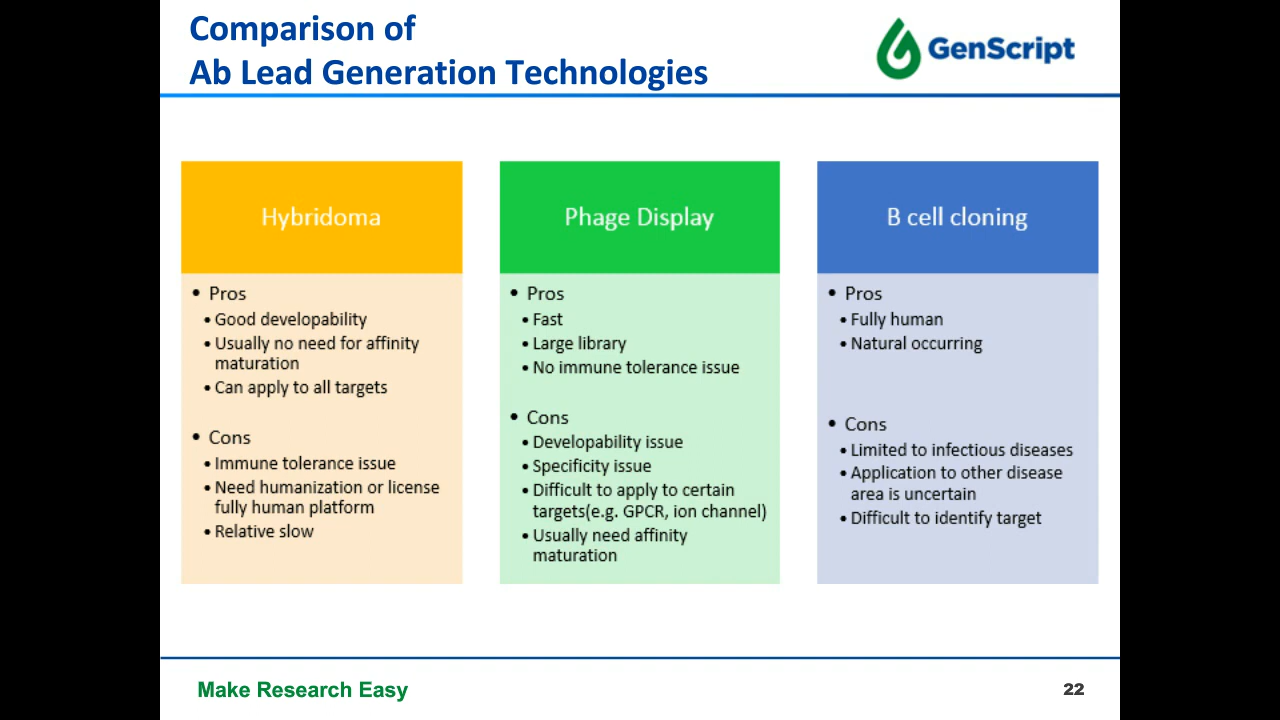 Comparison of
Ab Lead Generation Technologies
GenScript
Hybridoma
• Pros
• Good developability
• Usually no need for affinity
maturation
• Can apply to all targets
• Cons
• Immune tolerance issue
• Need humanization or license
fully human platform
• Relative slow
Phage Display
• Pros
• Fast
• Large library
• No immune tolerance issue
• Cons
• Developability issue
• Specificity issue
• Difficult to apply to certain
targets(e.g. GPCR, ion channel)
• Usually need affinity
maturation
B cell cloning
• Pros
• Fully human
• Natural occurring
• Cons
• Limited to infectious diseases
• Application to other disease
area is uncertain
• Difficult to identify target
Make Research Easy
22